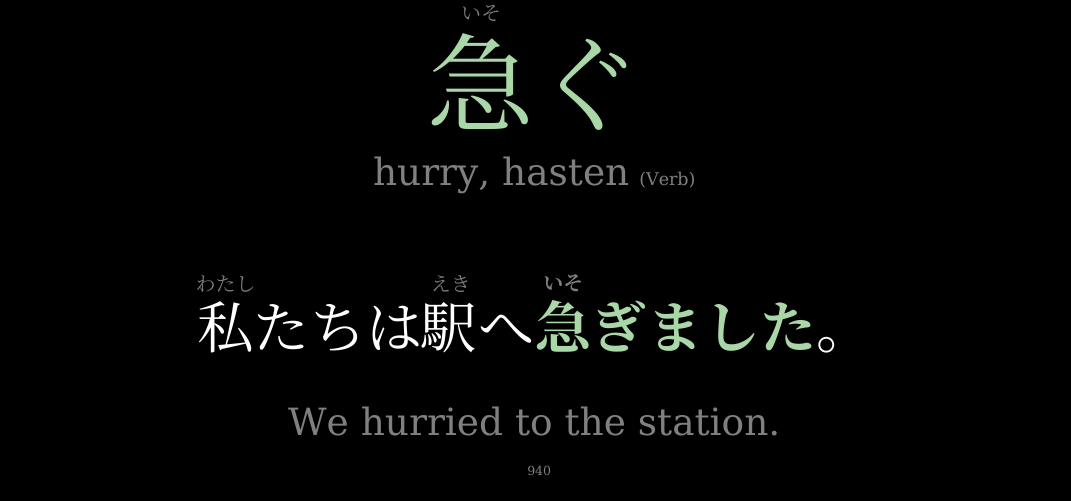 いそ
急ぐ
hurry, hasten (Verb)
わたし えき いそ
私たちは駅へ急ぎました。
We hurried to the station.
940